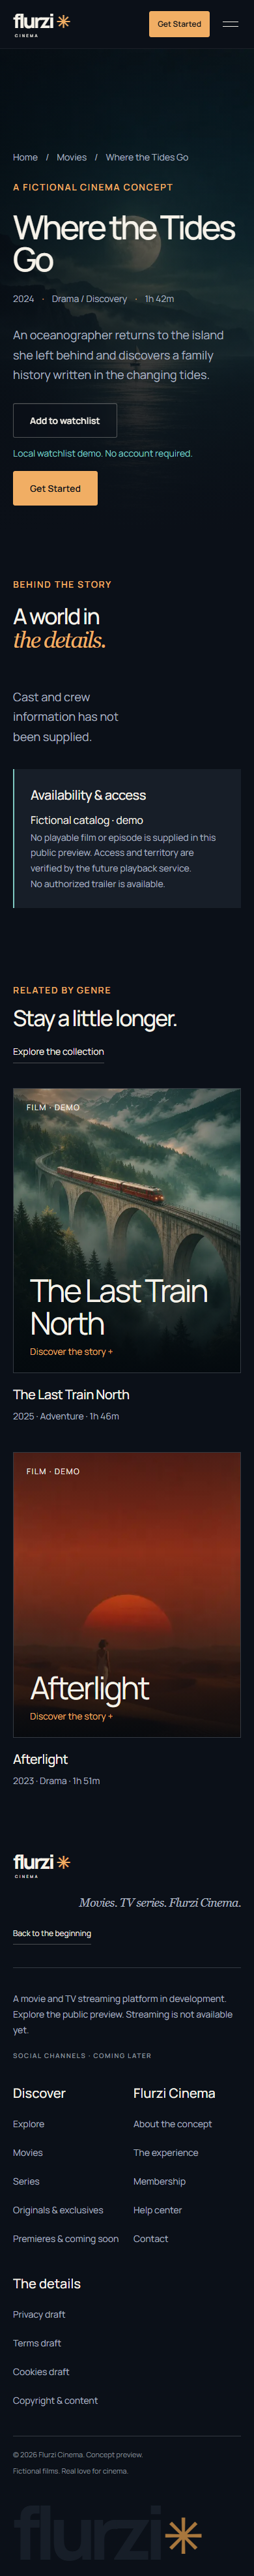 flurzi
CINEMA
Get Started
Home / Movies / Where the Tides Go
A FICTIONAL CINEMA CONCEPT
Where the Tides
Go
2024 · Drama / Discovery · 1h 42m
An oceanographer returns to the island
she left behind and discovers a family
history written in the changing tides.
Add to watchlist
Local watchlist demo. No account required.
Get Started
BEHIND THE STORY
A world in
the details.
Cast and crew
information has not
been supplied.
Availability & access
Fictional catalog · demo
No playable film or episode is supplied in this
public preview. Access and territory are
verified by the future playback service.
No authorized trailer is available.
RELATED BY GENRE
Stay a little longer.
Explore the collection
FILM · DEMO
The Last Train
North
Discover the story +
The Last Train North
2025 · Adventure · 1h 46m
FILM · DEMO
Afterlight
Discover the story +
Afterlight
2023 · Drama · 1h 51m
flurzi
CINEMA
Movies. TV series. Flurzi Cinema.
Back to the beginning
A movie and TV streaming platform in development.
Explore the public preview. Streaming is not available
yet.
SOCIAL CHANNELS · COMING LATER
Discover
Explore
Movies
Series
Originals & exclusives
Premieres & coming soon
Flurzi Cinema
About the concept
The experience
Membership
Help center
Contact
The details
Privacy draft
Terms draft
Cookies draft
Copyright & content
© 2026 Flurzi Cinema. Concept preview.
Fictional films. Real love for cinema.
flurzi